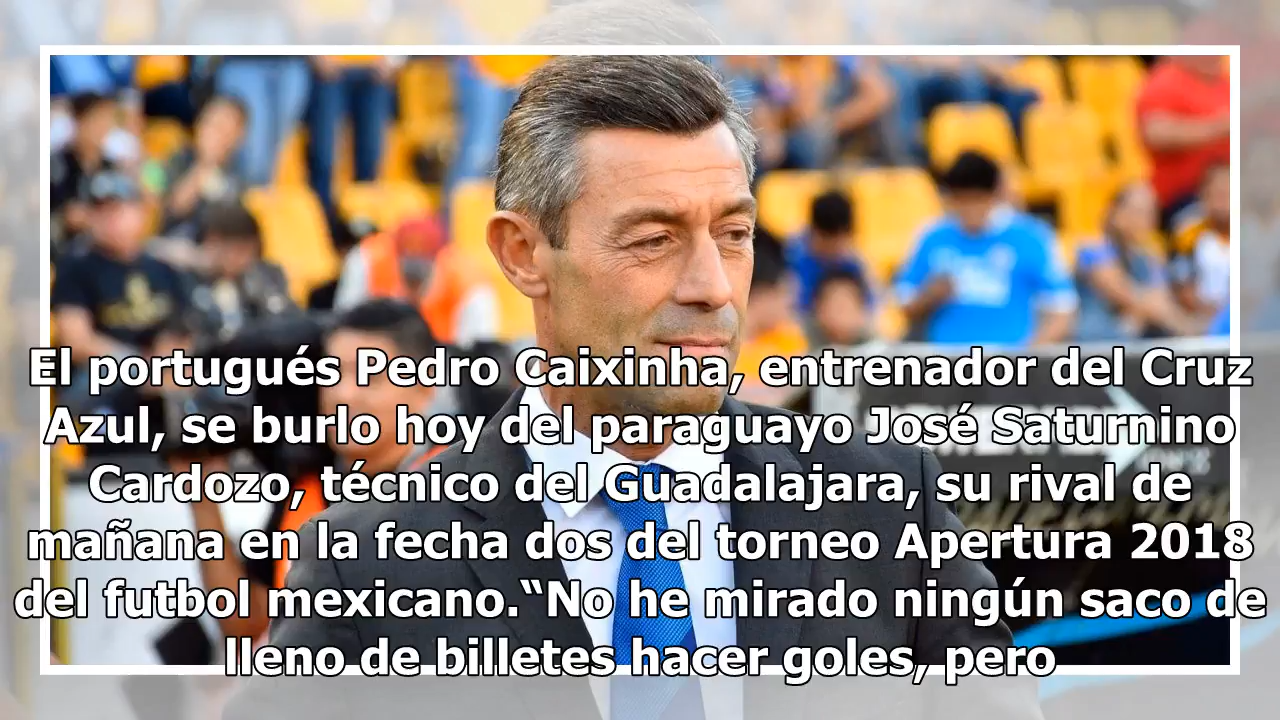 El portugués Pedro Caixinha, entrenador del Cruz
Azul, se burlo hoy del paraguayo José Saturnino
Cardozo, técnico del Guadalajara, su rival de
mañana en la fecha dos del torneo Apertura 2018
del futbol mexicano.“No he mirado ningún saco de
lleno de billetes hacer goles, pero